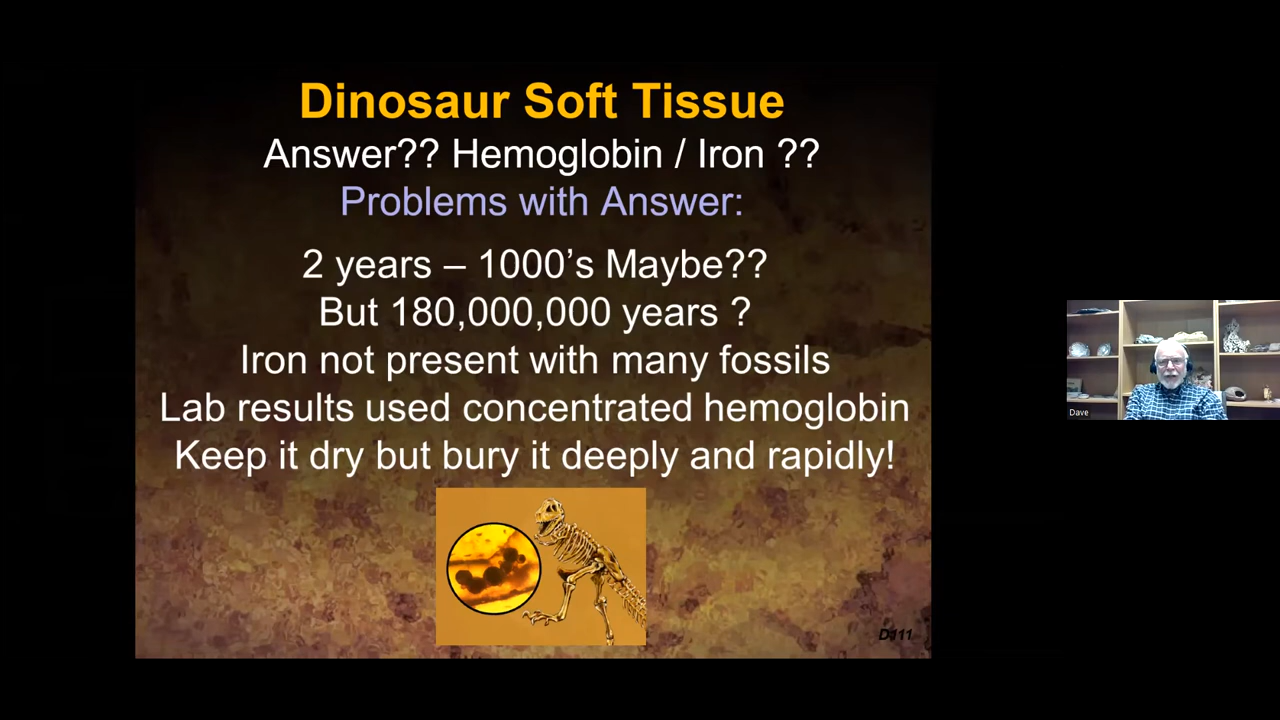 Dinosaur Soft Tissue
Answer?? Hemoglobin / Iron ??
Problems with Answer:
2 years – 1000’s Maybe??
But 180,000,000 years ?
Iron not present with many fossils
Lab results used concentrated hemoglobin
Keep it dry but bury it deeply and rapidly!
D111
Dave